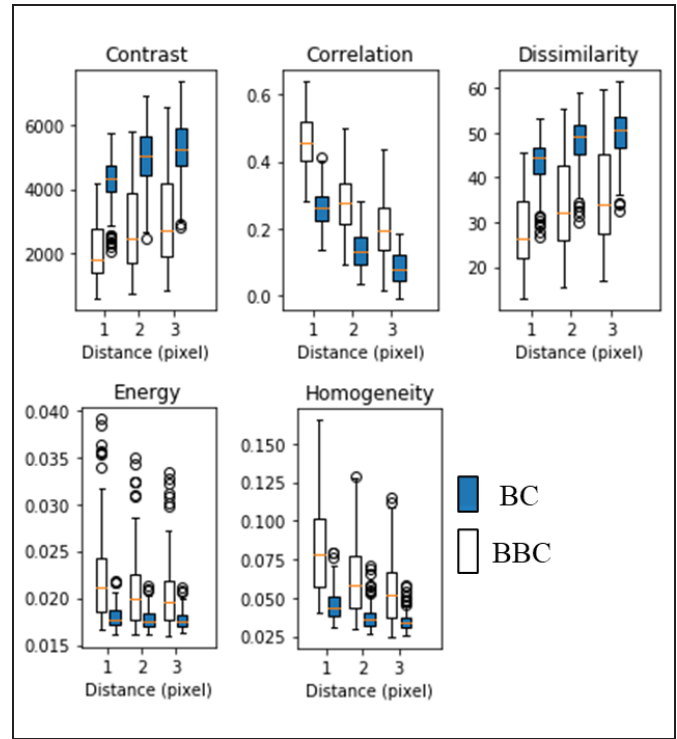 Contrast
Correlation
Dissimilarity
6000
4000
2000
1 2 3
Distance (pixel)
0.6
0.4
0.2
0.0
1 2 3
Distance (pixel)
60
50
40
30
20
1 2 3
Distance (pixel)
Energy
Homogeneity
0.040
0.035
0.030
0.025
0.020
0.015
1 2 3
Distance (pixel)
0.150
0.125
0.100
0.075
0.050
0.025
1 2 3
Distance (pixel)
BC
BBC